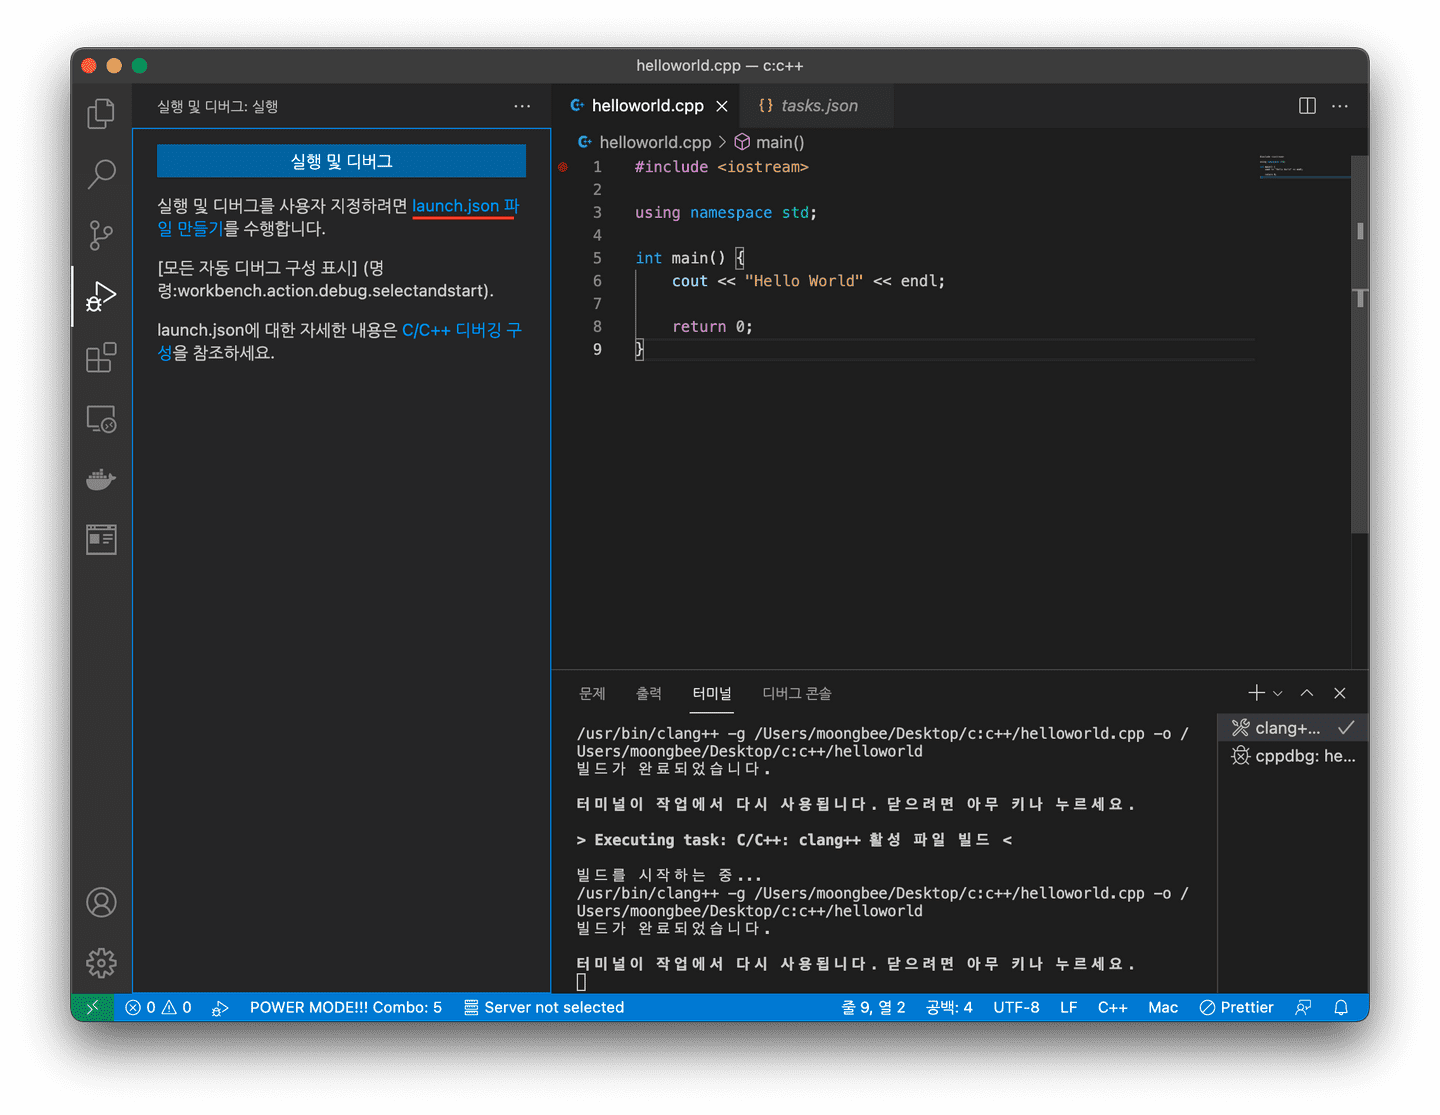 helloworld.cpp — c:c++
실행 및 디버그: 실행
helloworld.cpp
{} tasks.json
helloworld.cpp > main()
실행 및 디버그
실행 및 디버그를 사용자 지정하려면 launch.json 파
일 만들기를 수행합니다.
[모든 자동 디버그 구성 표시] (명
령:workbench.action.debug.selectandstart).
launch.json에 대한 자세한 내용은 C/C++ 디버깅 구
성을 참조하세요.
1 #include <iostream>
2
3 using namespace std;
4
5 int main() {
6 cout << "Hello World" << endl;
7
8 return 0;
9 }
문제 출력 터미널 디버그 콘솔
/usr/bin/clang++ -g /Users/moongbee/Desktop/c:c++/helloworld.cpp -o /
Users/moongbee/Desktop/c:c++/helloworld
빌드가 완료되었습니다.
터미널이 작업에서 다시 사용됩니다. 닫으려면 아무 키나 누르세요.
> Executing task: C/C++: clang++ 활성 파일 빌드 <
빌드를 시작하는 중...
/usr/bin/clang++ -g /Users/moongbee/Desktop/c:c++/helloworld.cpp -o /
Users/moongbee/Desktop/c:c++/helloworld
빌드가 완료되었습니다.
터미널이 작업에서 다시 사용됩니다. 닫으려면 아무 키나 누르세요.
clang+...
cppdbg: he...
0 0 POWER MODE!!! Combo: 5 Server not selected 줄 9, 열 2 공백: 4 UTF-8 LF C++ Mac Prettier